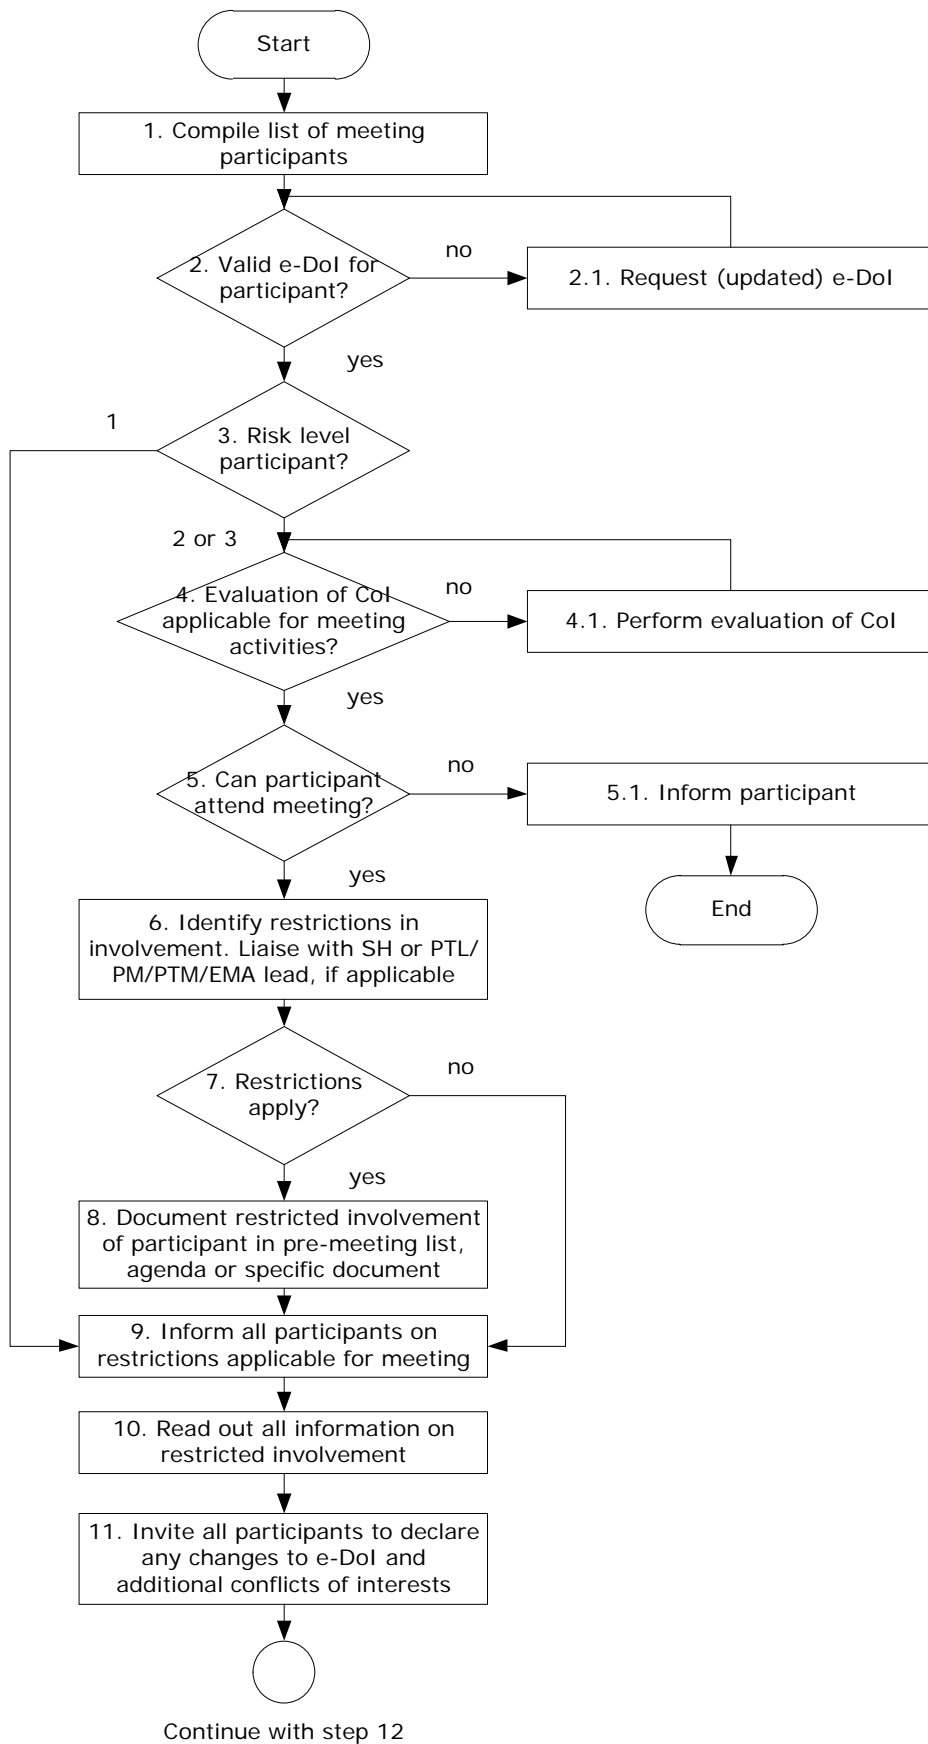 Start
1. Compile list of meeting
participants
2. Valid e-DoI for
participant?
no
2.1. Request (updated) e-DoI
yes
1
3. Risk level
participant?
2 or 3
4. Evaluation of CoI
applicable for meeting
activities?
no
4.1. Perform evaluation of CoI
yes
5. Can participant
attend meeting?
no
5.1. Inform participant
yes
End
6. Identify restrictions in
involvement. Liaise with SH or PTL/
PM/PTM/EMA lead, if applicable
7. Restrictions
apply?
no
yes
8. Document restricted involvement
of participant in pre-meeting list,
agenda or specific document
9. Inform all participants on
restrictions applicable for meeting
10. Read out all information on
restricted involvement
11. Invite all participants to declare
any changes to e-DoI and
additional conflicts of interests
Continue with step 12